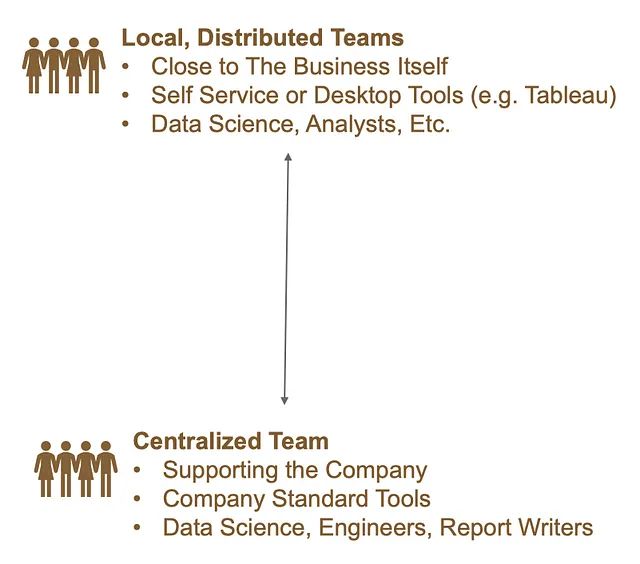 Local, Distributed Teams
• Close to The Business Itself
• Self Service or Desktop Tools (e.g. Tableau)
• Data Science, Analysts, Etc.
Centralized Team
• Supporting the Company
• Company Standard Tools
• Data Science, Engineers, Report Writers